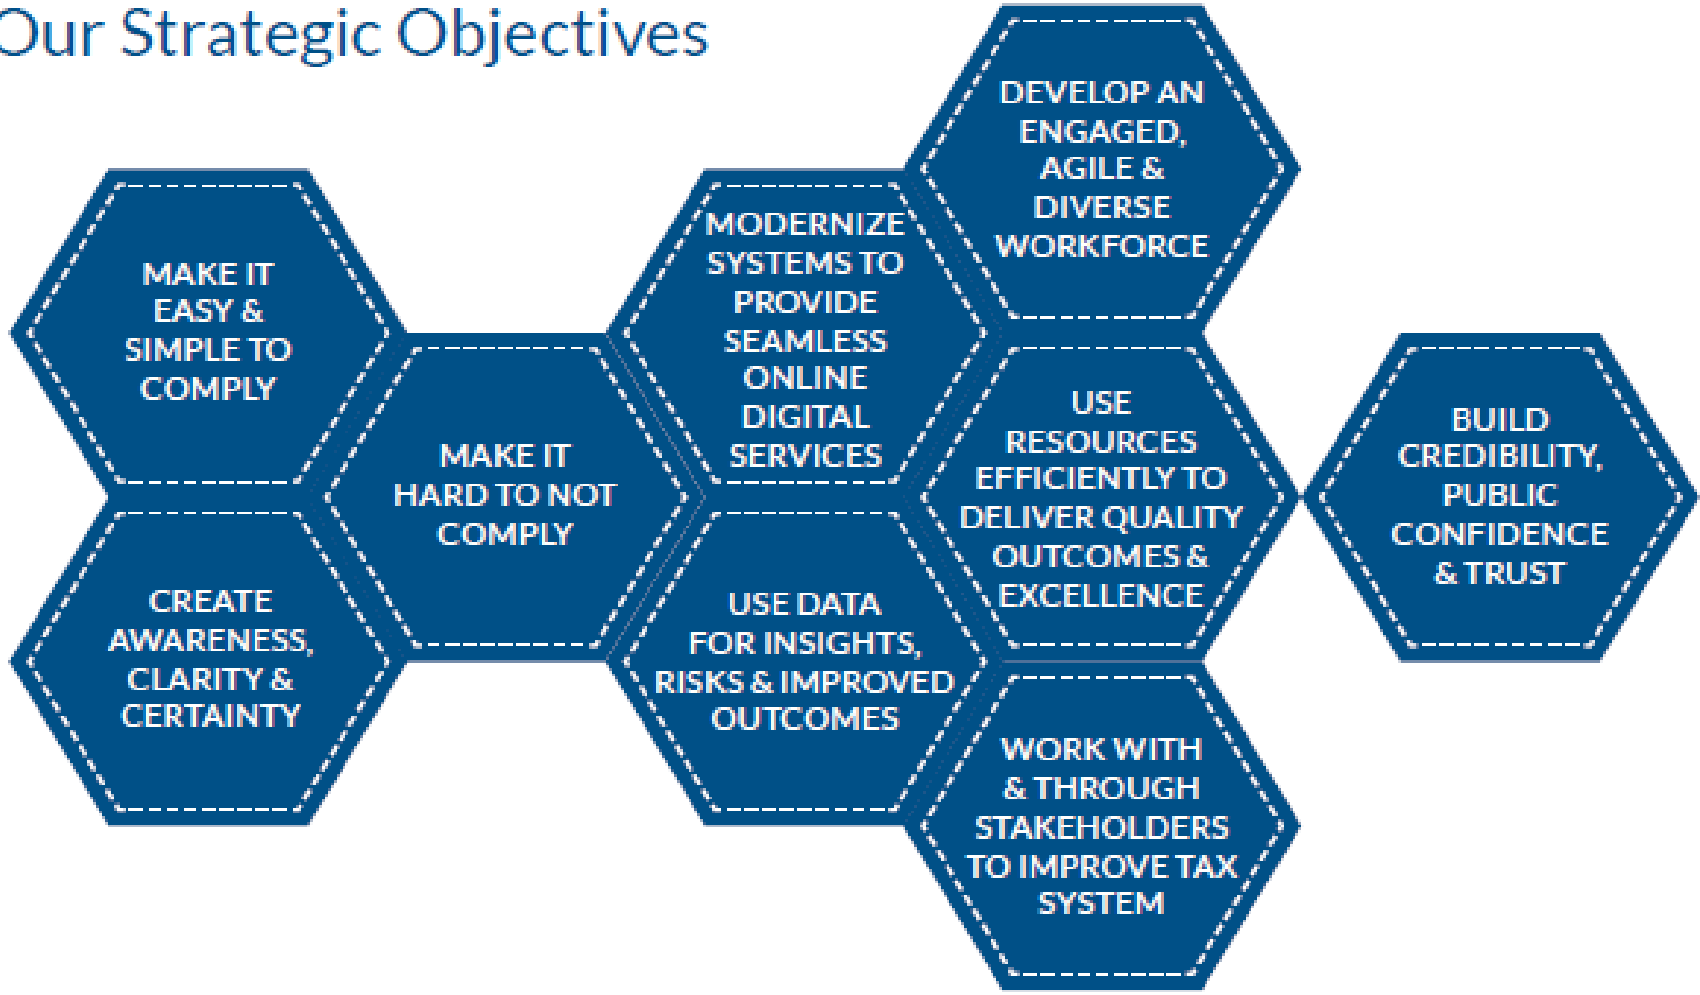 Our Strategic Objectives
MAKE IT
EASY &
SIMPLE TO
COMPLY
CREATE
AWARENESS,
CLARITY &
CERTAINTY
MAKE IT
HARD TO NOT
COMPLY
MODERNIZE
SYSTEMS TO
PROVIDE
SEAMLESS
ONLINE
DIGITAL
SERVICES
USE DATA
FOR INSIGHTS,
RISKS & IMPROVED
OUTCOMES
DEVELOP AN
ENGAGED,
AGILE &
DIVERSE
WORKFORCE
USE
RESOURCES
EFFICIENTLY TO
DELIVER QUALITY
OUTCOMES &
EXCELLENCE
WORK WITH
& THROUGH
STAKEHOLDERS
TO IMPROVE TAX
SYSTEM
BUILD
CREDIBILITY,
PUBLIC
CONFIDENCE
& TRUST